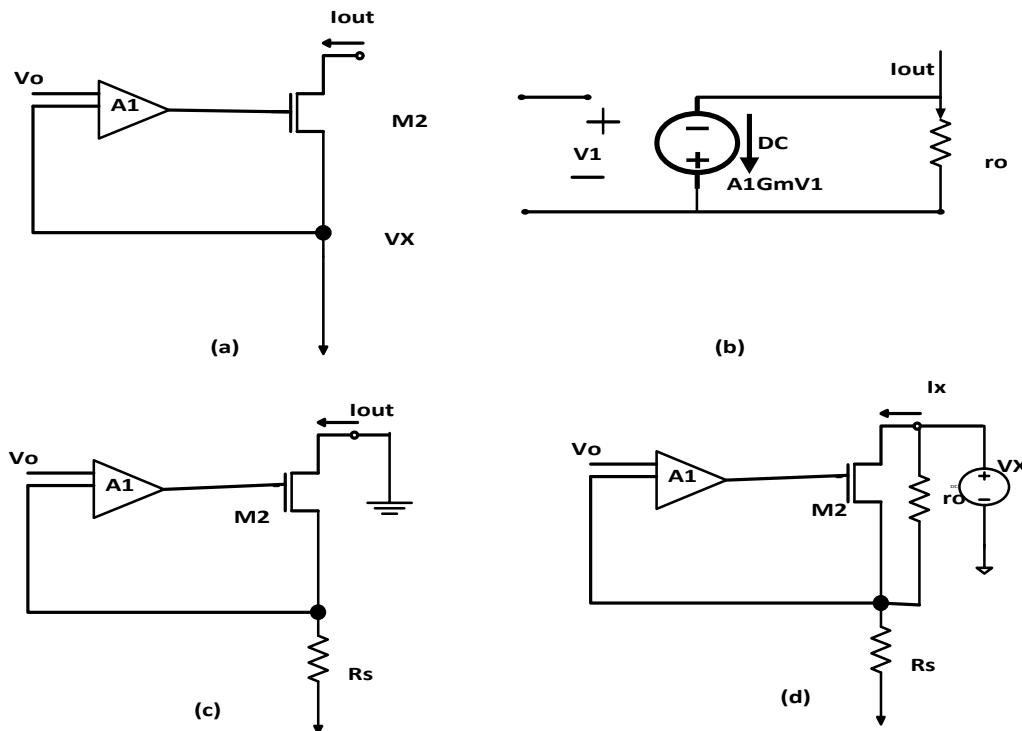 Iout
Vo
A1
M2
VX
(a)
Iout
V1
DC
A1GmV1
ro
(b)
Iout
Vo
A1
M2
Rs
(c)
Ix
Vo
A1
M2
ro
VX
Rs
(d)